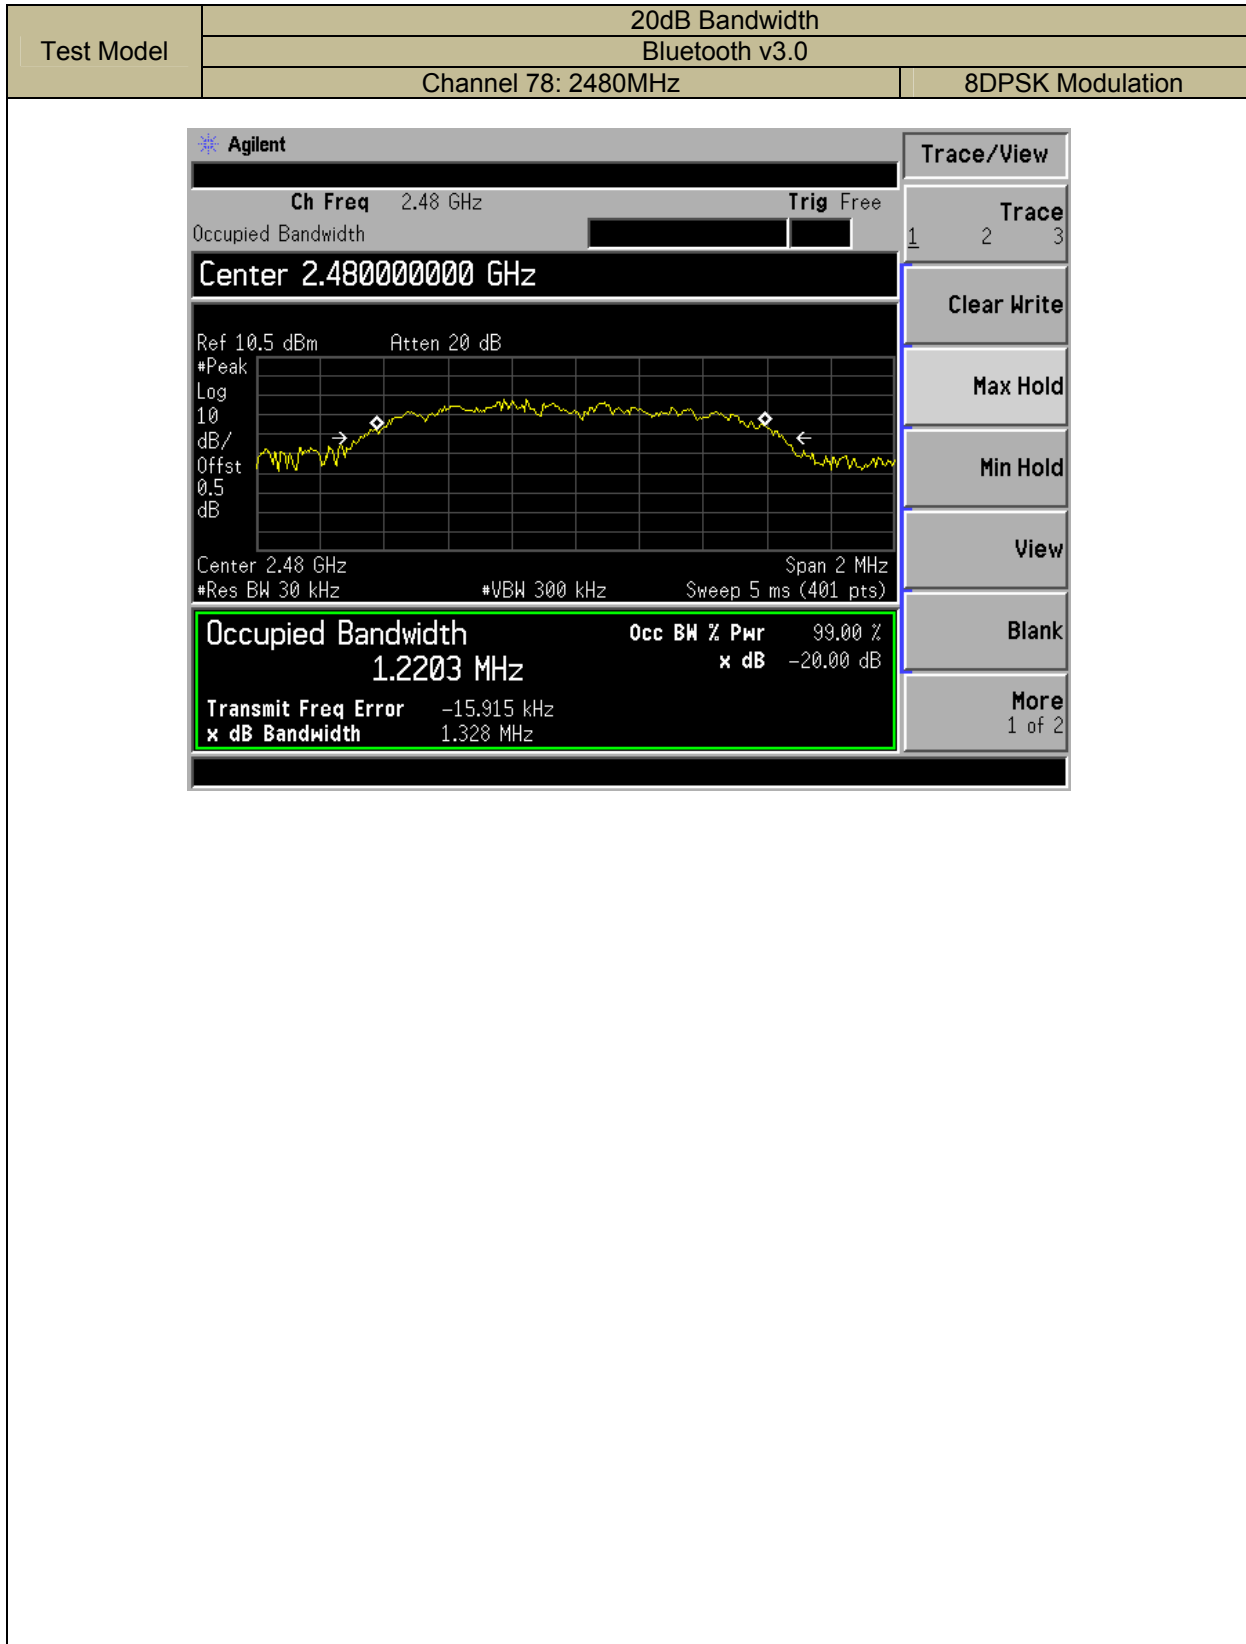 Test Model
20dB Bandwidth
Bluetooth v3.0
Channel 78: 2480MHz
8DPSK Modulation
Agilent
Ch Freq 2.48 GHz Trig Free
Occupied Bandwidth
Center 2.480000000 GHz
Ref 10.5 dBm Atten 20 dB
#Peak
Log
10
dB/
Offst
0.5
dB
Center 2.48 GHz Span 2 MHz
#Res BW 30 kHz #VBW 300 kHz Sweep 5 ms (401 pts)
Occupied Bandwidth
1.2203 MHz
Occ BW % Pwr 99.00 %
x dB -20.00 dB
Transmit Freq Error -15.915 kHz
x dB Bandwidth 1.328 MHz
Trace/View
Trace
1 2 3
Clear Write
Max Hold
Min Hold
View
Blank
More
1 of 2